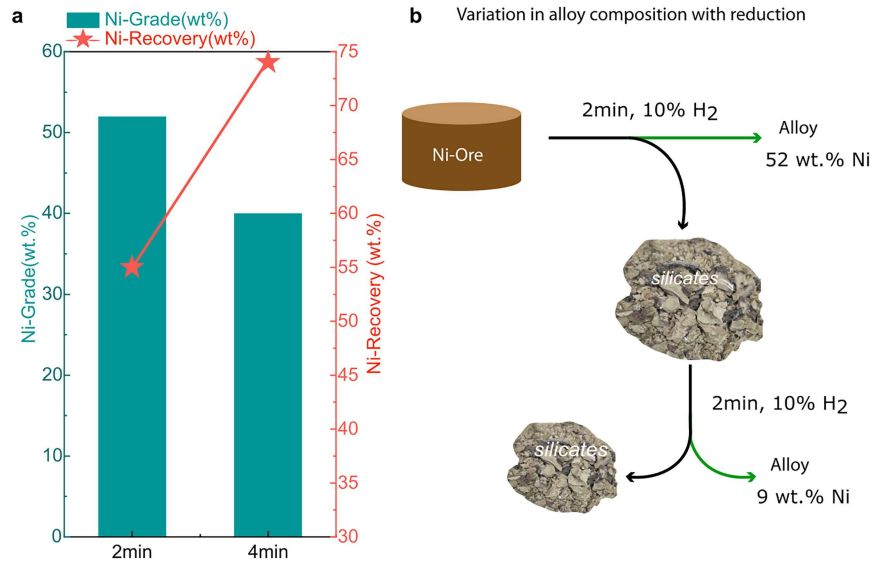 a
Ni-Grade(wt%)
Ni-Recovery(wt%)
60
50
40
30
20
10
0
Ni-Grade(wt.%)
75
70
65
60
55
50
45
40
35
30
Ni-Recovery (wt.%)
2min
4min
b
Variation in alloy composition with reduction
Ni-Ore
2min, 10% H2
Alloy
52 wt.% Ni
silicates
2min, 10% H2
silicates
Alloy
9 wt.% Ni